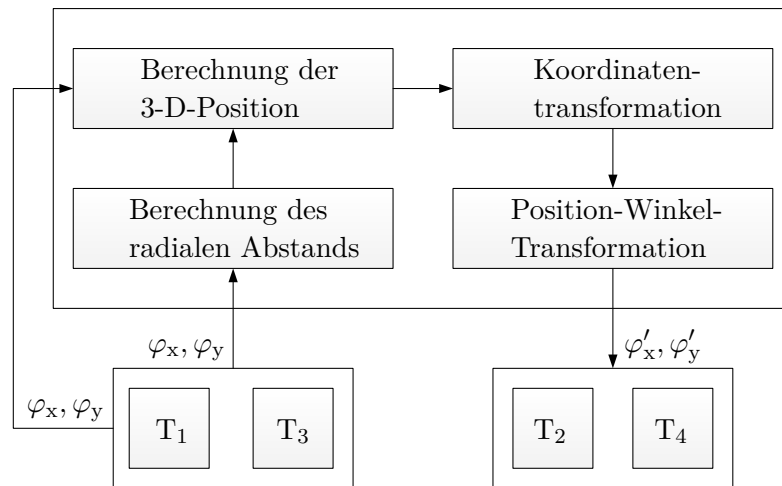 Berechnung der
3-D-Position
Koordinaten-
transformation
Berechnung des
radialen Abstands
Position-Winkel-
Transformation
φx, φy
φ′x, φ′y
φx, φy
T1
T3
T2
T4